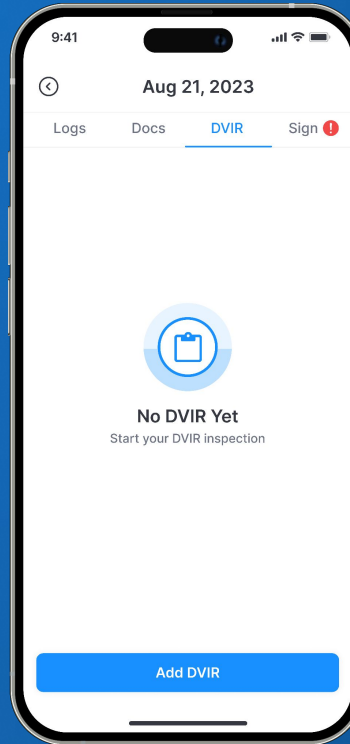 9:41
Aug 21, 2023
Logs Docs DVIR Sign !
No DVIR Yet
Start your DVIR inspection
Add DVIR